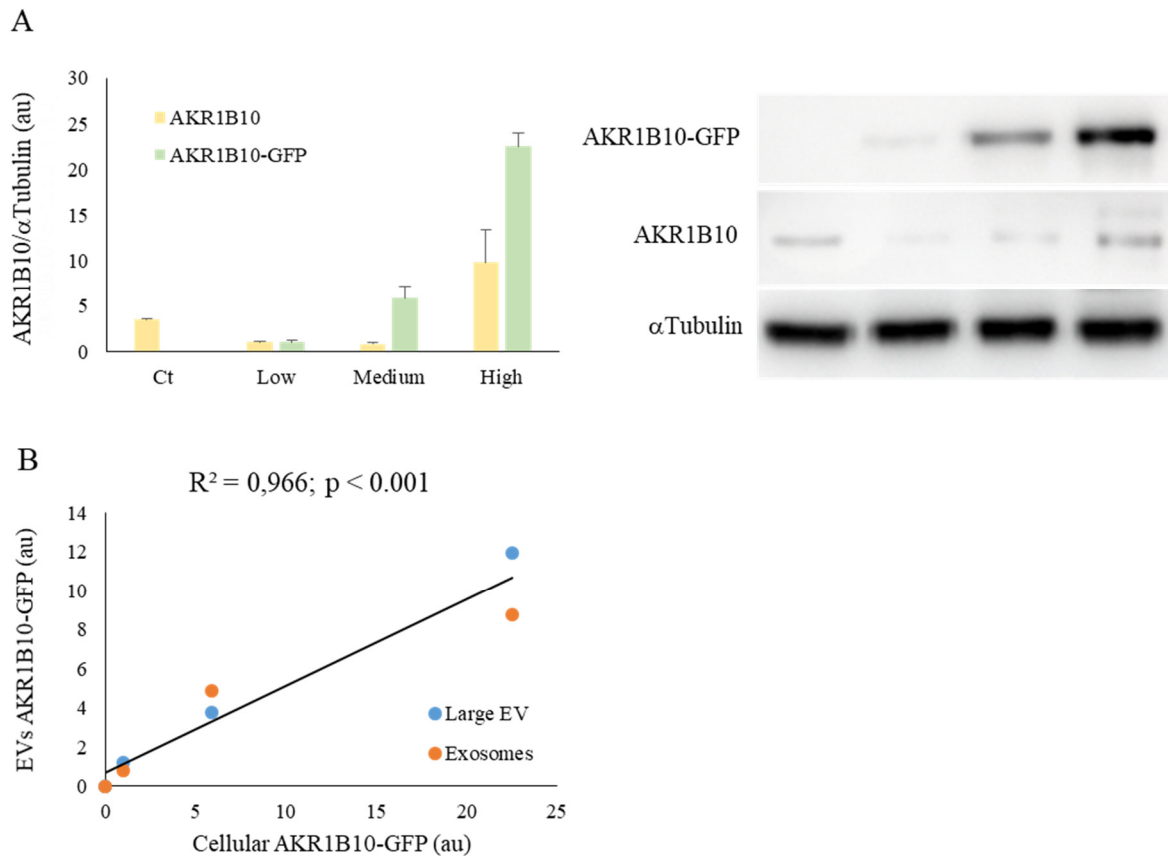 A
AKR1B10/αTubulin (au)
30
25
20
15
10
5
0
AKR1B10
AKR1B10-GFP
Ct Low Medium High
AKR1B10-GFP
AKR1B10
αTubulin
B
R² = 0,966; p < 0.001
EVs AKR1B10-GFP (au)
14
12
10
8
6
4
2
0
Large EV
Exosomes
0 5 10 15 20 25
Cellular AKR1B10-GFP (au)